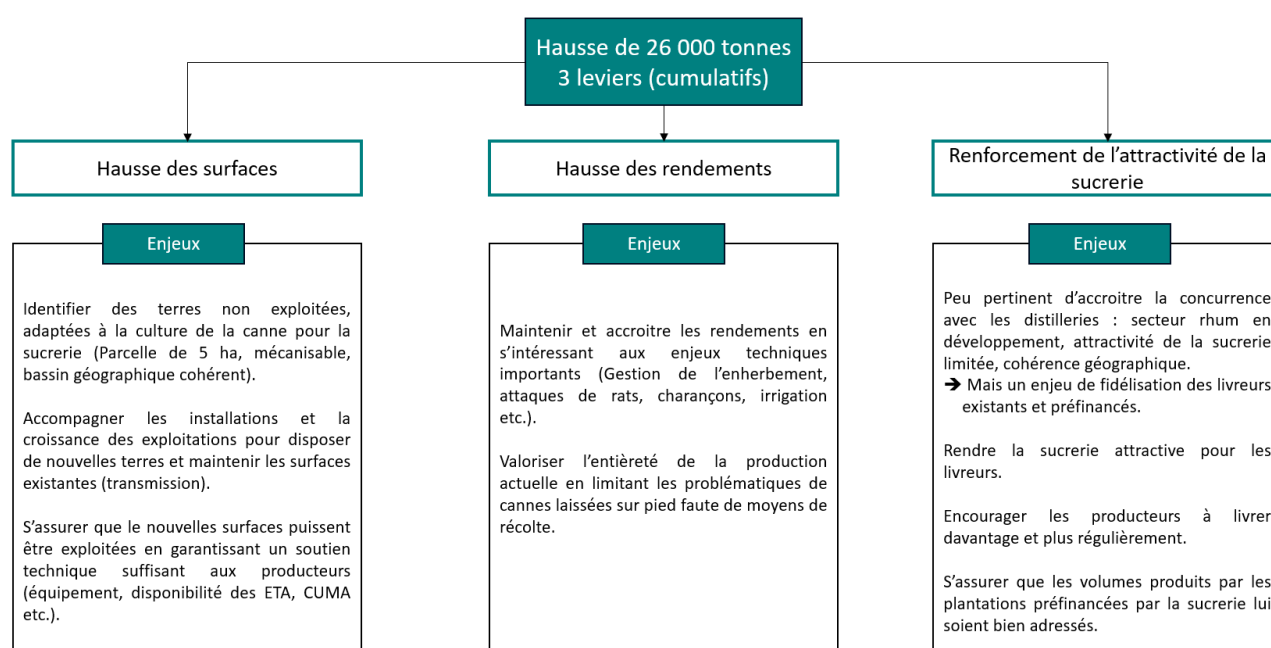 Hausse de 26 000 tonnes
3 leviers (cumulatifs)
Hausse des surfaces
Enjeux
Identifier des terres non exploitées,
adaptées à la culture de la canne pour la
sucrerie (Parcelle de 5 ha, mécanisable,
bassin géographique cohérent).
Accompagner les installations et la
croissance des exploitations pour disposer
de nouvelles terres et maintenir les surfaces
existantes (transmission).
S’assurer que le nouvelles surfaces puissent
être exploitées en garantissant un soutien
technique suffisant aux producteurs
(équipement, disponibilité des ETA, CUMA
etc.).
Hausse des rendements
Enjeux
Maintenir et accroitre les rendements en
s’intéressant aux enjeux techniques
importants (Gestion de l’enherbement,
attaques de rats, charançons, irrigation
etc.).
Valoriser l’entièreté de la production
actuelle en limitant les problématiques de
cannes laissées sur pied faute de moyens de
récolte.
Renforcement de l’attractivité de la
sucrerie
Enjeux
Peu pertinent d’accroitre la concurrence
avec les distilleries : secteur rhum en
développement, attractivité de la sucrerie
limitée, cohérence géographique.
➔ Mais un enjeu de fidélisation des livreurs
existants et préfinancés.
Rendre la sucrerie attractive pour les
livreurs.
Encourager les producteurs à livrer
davantage et plus régulièrement.
S’assurer que les volumes produits par les
plantations préfinancées par la sucrerie lui
soient bien adressés.